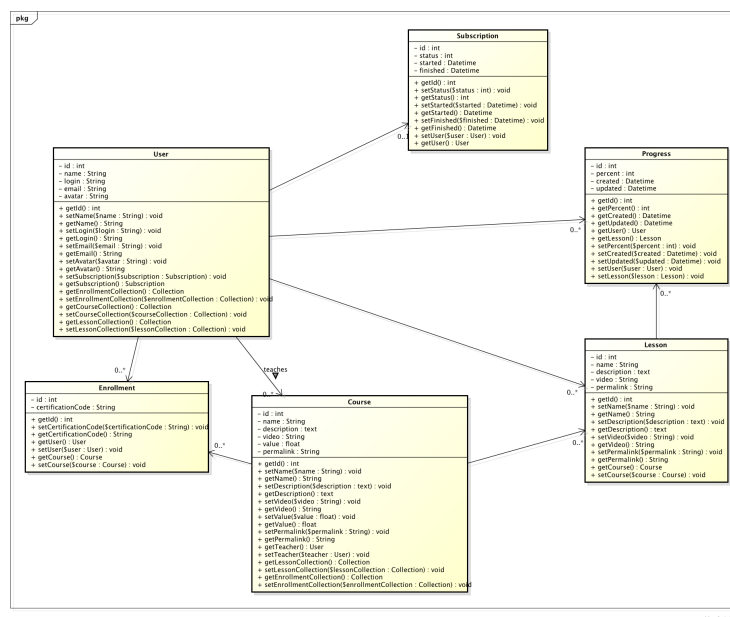 pkg
Subscription
- id : int
- status : int
- started : Datetime
- finished : Datetime
+ getId() : int
+ setStatus($status : int) : void
+ getStatus() : int
+ setStarted($started : Datetime) : void
+ getStarted() : Datetime
+ setFinished($finished : Datetime) : void
+ getFinished() : Datetime
+ setUser($user : User) : void
+ getUser() : User
0..1
User
- id : int
- name : String
- login : String
- email : String
- avatar : String
+ getId() : int
+ setName($name : String) : void
+ getName() : String
+ setLogin($login : String) : void
+ getLogin() : String
+ setEmail($email : String) : void
+ getEmail() : String
+ setAvatar($avatar : String) : void
+ getAvatar() : String
+ setSubscription($subscription : Subscription) : void
+ getSubscription() : Subscription
+ getEnrollmentCollection() : Collection
+ setEnrollmentCollection($enrollmentCollection : Collection) : void
+ getCourseCollection() : Collection
+ setCourseCollection($courseCollection : Collection) : void
+ getLessonCollection() : Collection
+ setLessonCollection($lessonCollection : Collection) : void
Progress
- id : int
- percent : int
- created : Datetime
- updated : Datetime
+ getId() : int
+ getPercent() : int
+ getCreated() : Datetime
+ getUpdated() : Datetime
+ getUser() : User
+ getLesson() : Lesson
+ setPercent($percent int) : void
+ setCreated($created : Datetime) : void
+ setUpdated($updated : Datetime) : void
+ setUser($user : User) : void
+ setLesson($lesson : Lesson) : void
0..*
0..*
Lesson
- id : int
- name : String
- description : text
- video : String
- permalink : String
+ getId() : int
+ setName($name : String) : void
+ getName() : String
+ setDescription($description : text) : void
+ getDescription() : text
+ setVideo($video : String) : void
+ getVideo() : String
+ setPermalink($permalink : String) : void
+ getPermalink() : String
+ getCourse() : Course
+ setCourse($course : Course) : void
0..*
0..*
0..*
teaches
0..*
Enrollment
- id : int
- certificationCode : String
+ getId() : int
+ setCertificationCode($certificationCode : String) : void
+ getCertificationCode() : String
+ getUser() : User
+ setUser($user : User) : void
+ getCourse() : Course
+ setCourse($course : Course) : void
0..*
Course
- id : int
- name : String
- description : text
- video : String
- value : float
- permalink : String
+ getId() : int
+ setName($name : String) : void
+ getName() : String
+ setDescription($description : text) : void
+ getDescription() : text
+ setVideo($video : String) : void
+ getVideo() : String
+ setValue($value : float) : void
+ getValue() : float
+ setPermalink($permalink : String) : void
+ getPermalink() : String
+ getTeacher() : User
+ setTeacher($teacher : User) : void
+ getLessonCollection() : Collection
+ setLessonCollection($lessonCollection : Collection) : void
+ getEnrollmentCollection() : Collection
+ setEnrollmentCollection($enrollmentCollection : Collection) : void